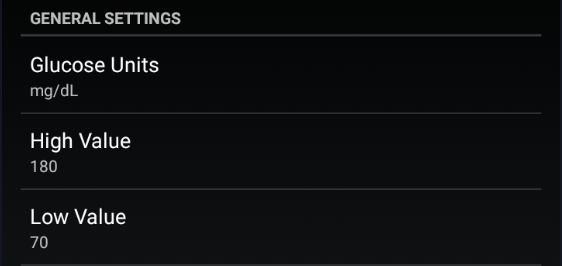 GENERAL SETTINGS
Glucose Units
mg/dL
High Value
180
Low Value
70